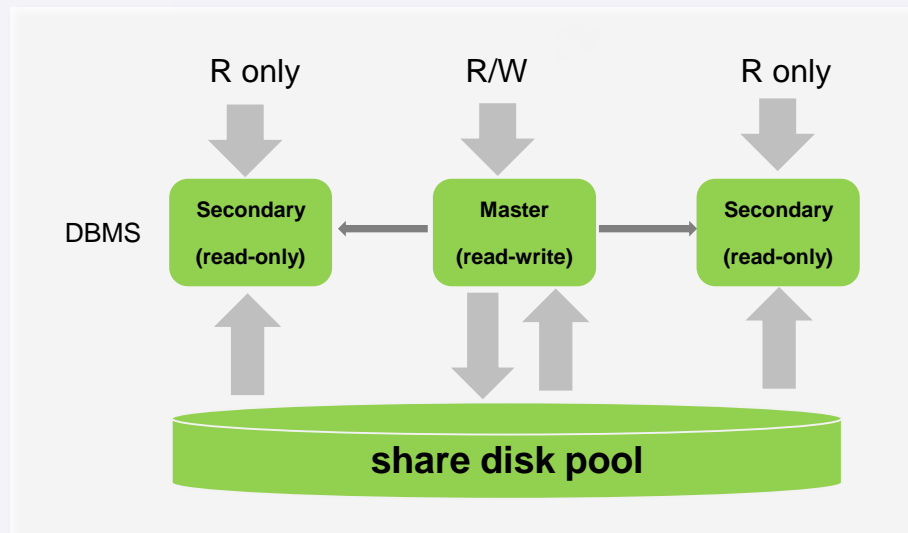 R only
R/W
R only
DBMS
Secondary
(read-only)
Master
(read-write)
Secondary
(read-only)
share disk pool